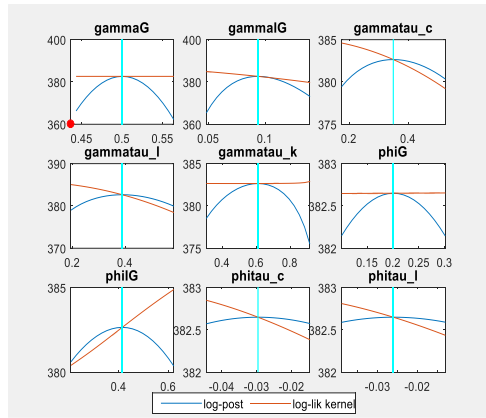 gammaG gammalG gammatau_c
400 400 385
380 380 380
360 360 375
0.45 0.5 0.55 0.05 0.1 0.2 0.4
gammatau_l gammatau_k phiG
390 385 383
380 380 382.5
370 375 382
0.2 0.4 0.2 0.4 0.6 0.8 0.15 0.2 0.25 0.3
phiIG phitau_c phitau_l
385 383 383
382.5 382.5
380 382 382
0.4 0.6 -0.04 -0.03 -0.02 -0.03 -0.02
log-post log-lik kernel